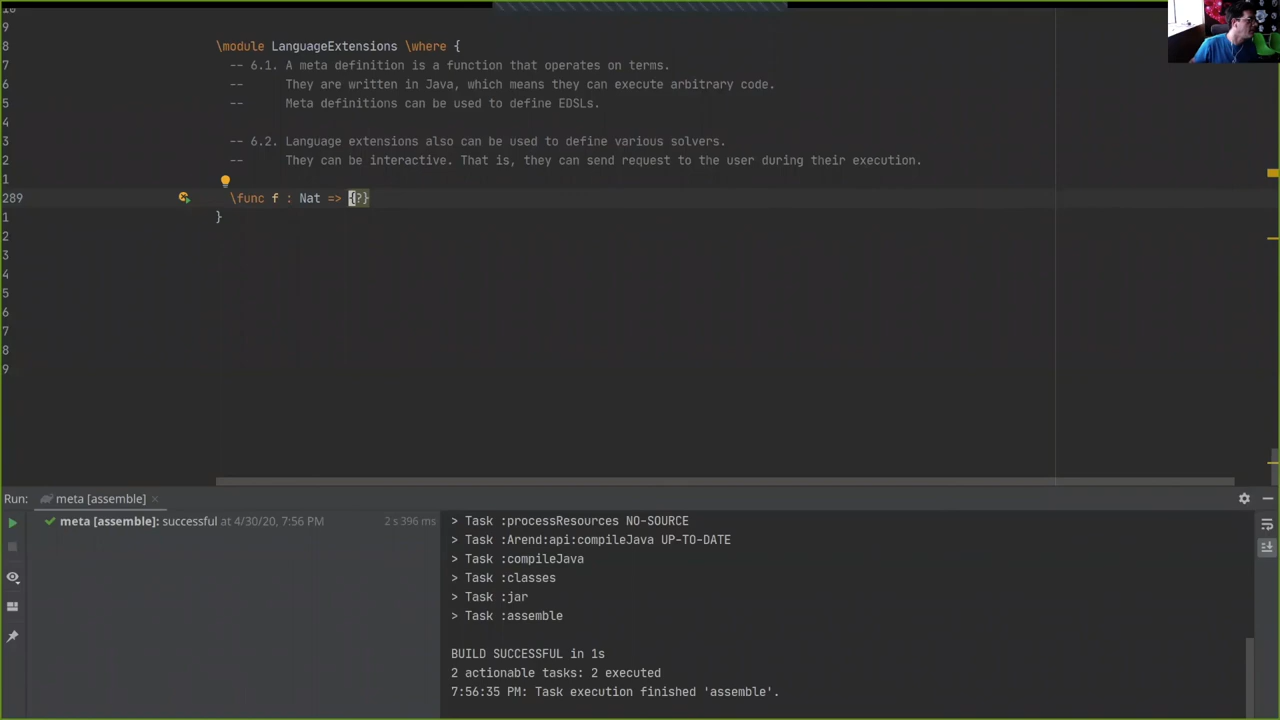 10
9
8 \module LanguageExtensions \where {
7 -- 6.1. A meta definition is a function that operates on terms.
6 -- They are written in Java, which means they can execute arbitrary code.
5 -- Meta definitions can be used to define EDSLs.
4
3 -- 6.2. Language extensions also can be used to define various solvers.
2 -- They can be interactive. That is, they can send request to the user during their execution.
1
289 \func f : Nat => {?}
1 }
2
3
4
5
6
7
8
9
Run: meta [assemble] ×
meta [assemble]: successful at 4/30/20, 7:56 PM 2 s 396 ms
> Task :processResources NO-SOURCE
> Task :Arend:api:compileJava UP-TO-DATE
> Task :compileJava
> Task :classes
> Task :jar
> Task :assemble
BUILD SUCCESSFUL in 1s
2 actionable tasks: 2 executed
7:56:35 PM: Task execution finished 'assemble'.